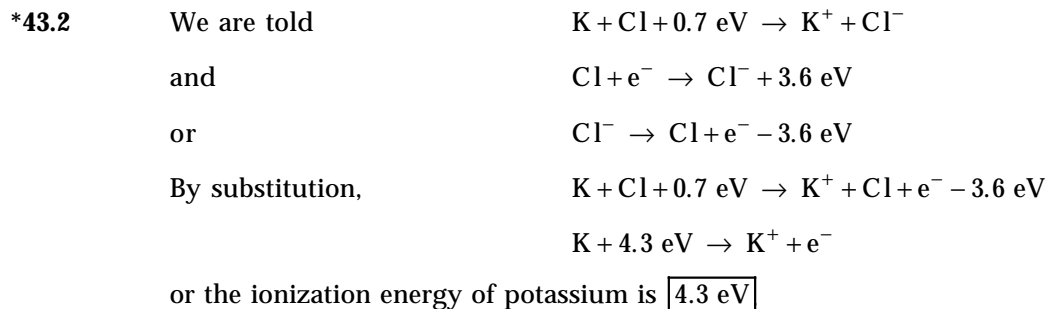 *43.2 We are told K + Cl + 0.7 eV → K⁺ + Cl⁻
and Cl + e⁻ → Cl⁻ + 3.6 eV
or Cl⁻ → Cl + e⁻ − 3.6 eV
By substitution, K + Cl + 0.7 eV → K⁺ + Cl + e⁻ − 3.6 eV
K + 4.3 eV → K⁺ + e⁻
or the ionization energy of potassium is 4.3 eV